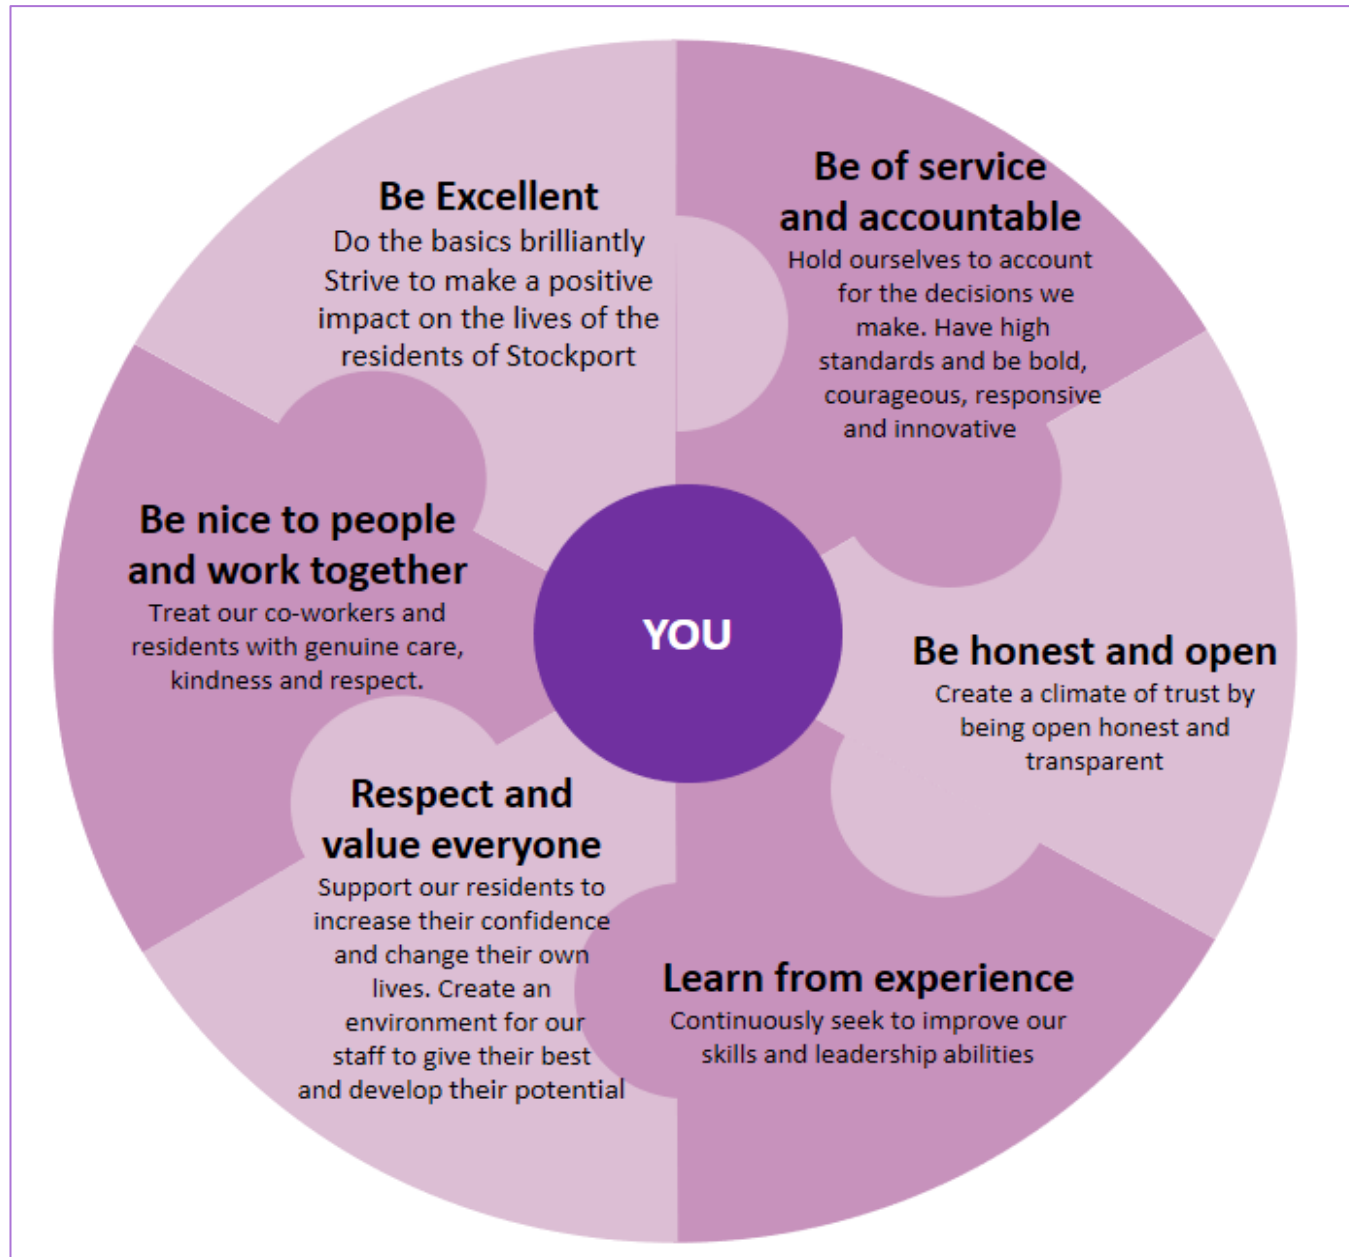 Be Excellent
Do the basics brilliantly
Strive to make a positive
impact on the lives of the
residents of Stockport
Be of service
and accountable
Hold ourselves to account
for the decisions we
make. Have high
standards and be bold,
courageous, responsive
and innovative
Be nice to people
and work together
Treat our co-workers and
residents with genuine care,
kindness and respect.
YOU
Be honest and open
Create a climate of trust by
being open honest and
transparent
Respect and
value everyone
Support our residents to
increase their confidence
and change their own
lives. Create an
environment for our
staff to give their best
and develop their potential
Learn from experience
Continuously seek to improve our
skills and leadership abilities